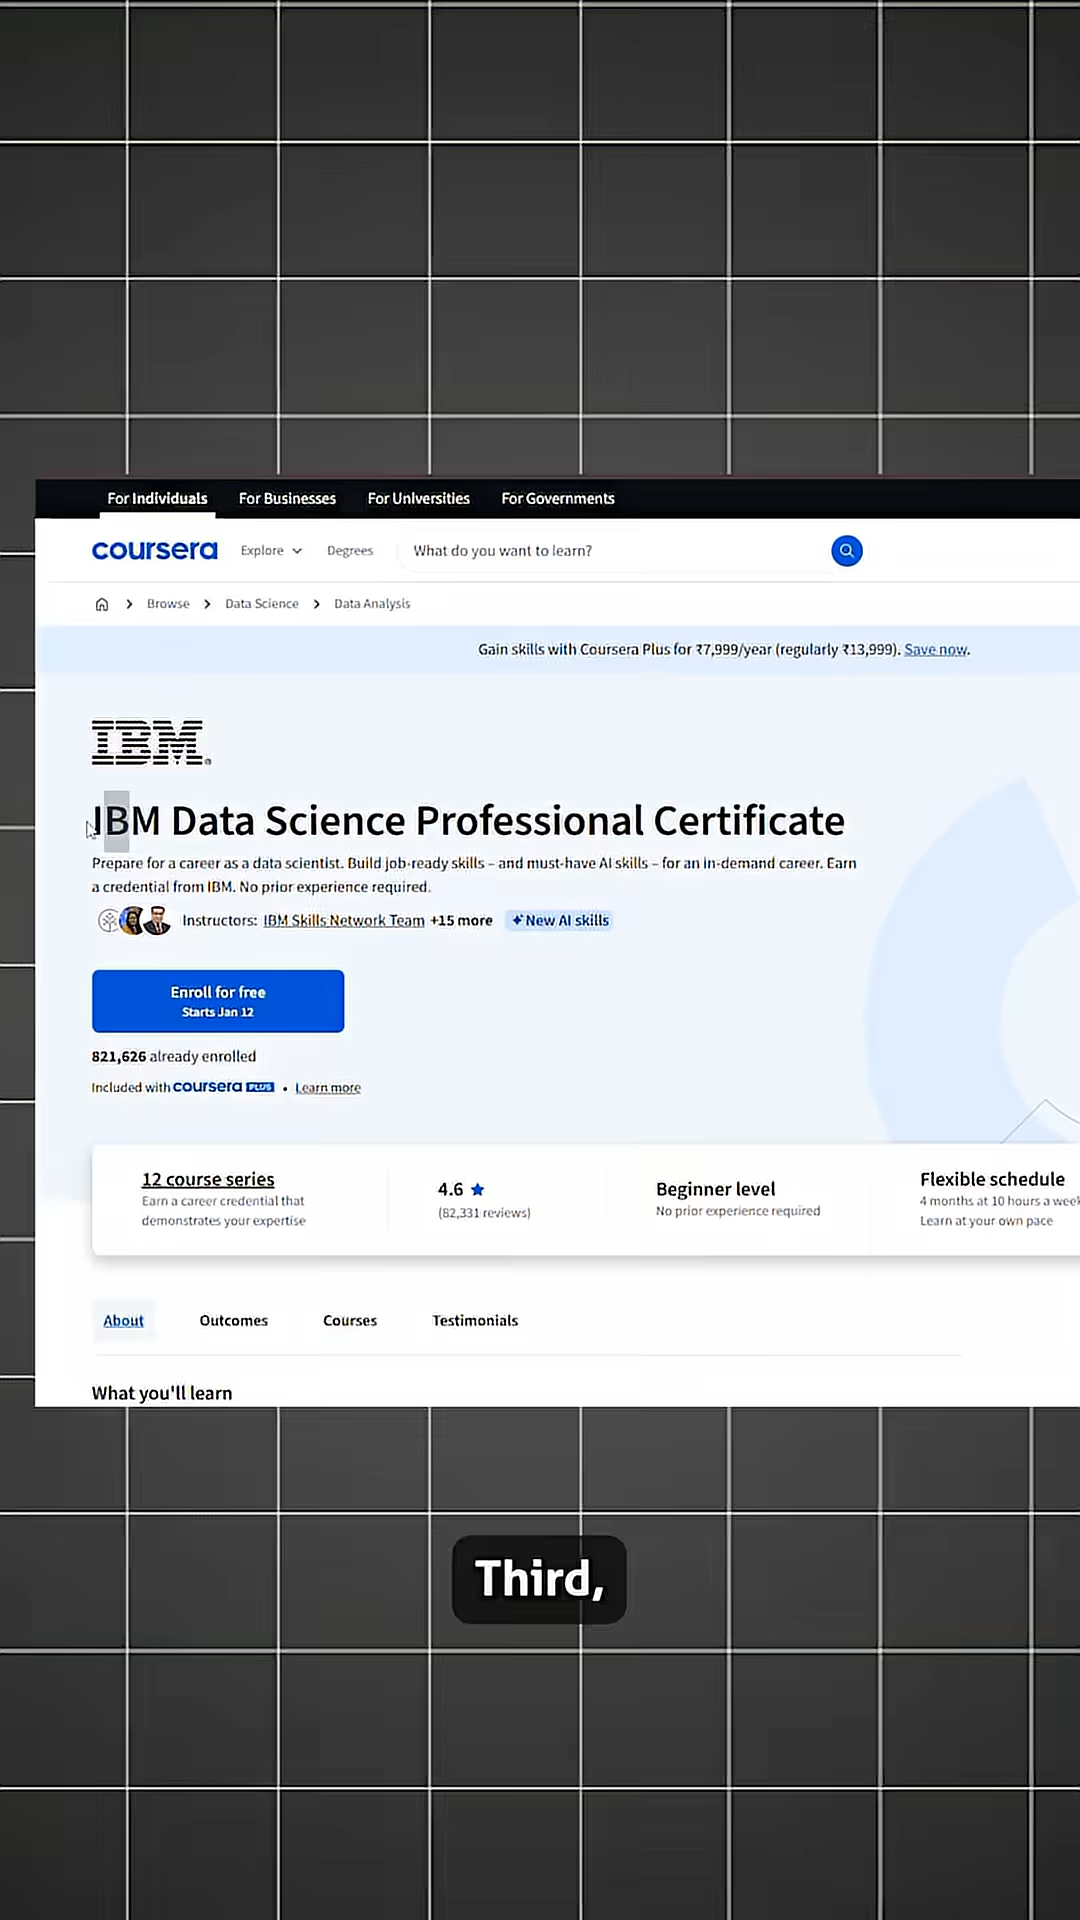 For Individuals For Businesses For Universities For Governments
coursera Explore Degrees What do you want to learn?
Browse Data Science Data Analysis
Gain skills with Coursera Plus for ₹7,999/year (regularly ₹13,999). Save now.
IBM
IBM Data Science Professional Certificate
Prepare for a career as a data scientist. Build job-ready skills – and must-have AI skills – for an in-demand career. Earn
a credential from IBM. No prior experience required.
Instructors: IBM Skills Network Team +15 more New AI skills
Enroll for free
Starts Jan 12
821,626 already enrolled
Included with coursera PLUS • Learn more
12 course series
Earn a career credential that
demonstrates your expertise
4.6
(82,331 reviews)
Beginner level
No prior experience required
Flexible schedule
4 months at 10 hours a week
Learn at your own pace
About Outcomes Courses Testimonials
What you'll learn
Third,